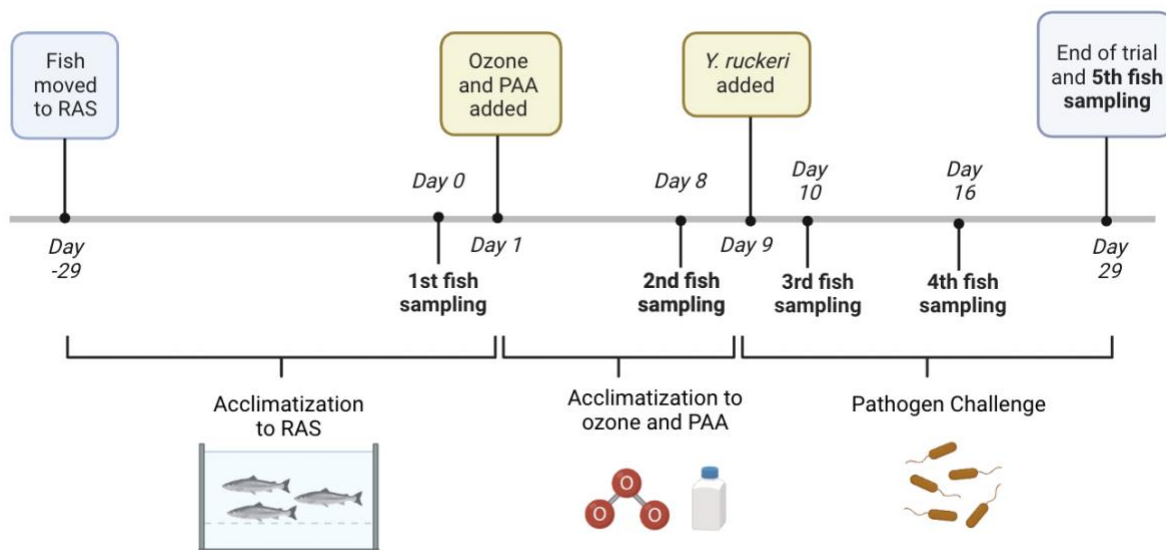 Fish
moved
to RAS
Ozone
and PAA
added
Y. ruckeri
added
End of trial
and 5th fish
sampling
Day 0
Day 8
Day
10
Day
16
Day
-29
Day 1
Day 9
Day
29
1st fish
sampling
2nd fish
sampling
3rd fish
sampling
4th fish
sampling
Acclimatization
to RAS
Acclimatization to
ozone and PAA
Pathogen Challenge
O
O
O